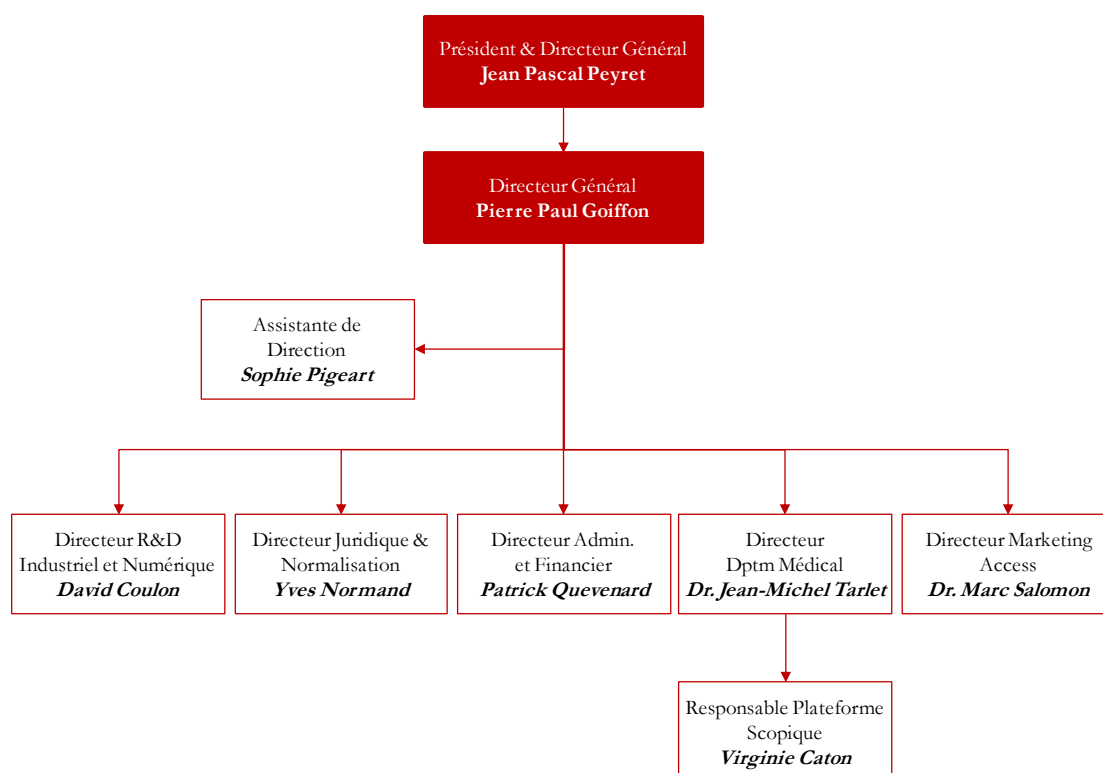 Président & Directeur Général
Jean Pascal Peyret
Directeur Général
Pierre Paul Goiffon
Assistante de
Direction
Sophie Pigeart
Directeur R&D
Industriel et Numérique
David Coulon
Directeur Juridique &
Normalisation
Yves Normand
Directeur Admin.
et Financier
Patrick Quevenard
Directeur
Dptm Médical
Dr. Jean-Michel Tarlet
Directeur Marketing
Access
Dr. Marc Salomon
Responsable Plateforme
Scopique
Virginie Caton